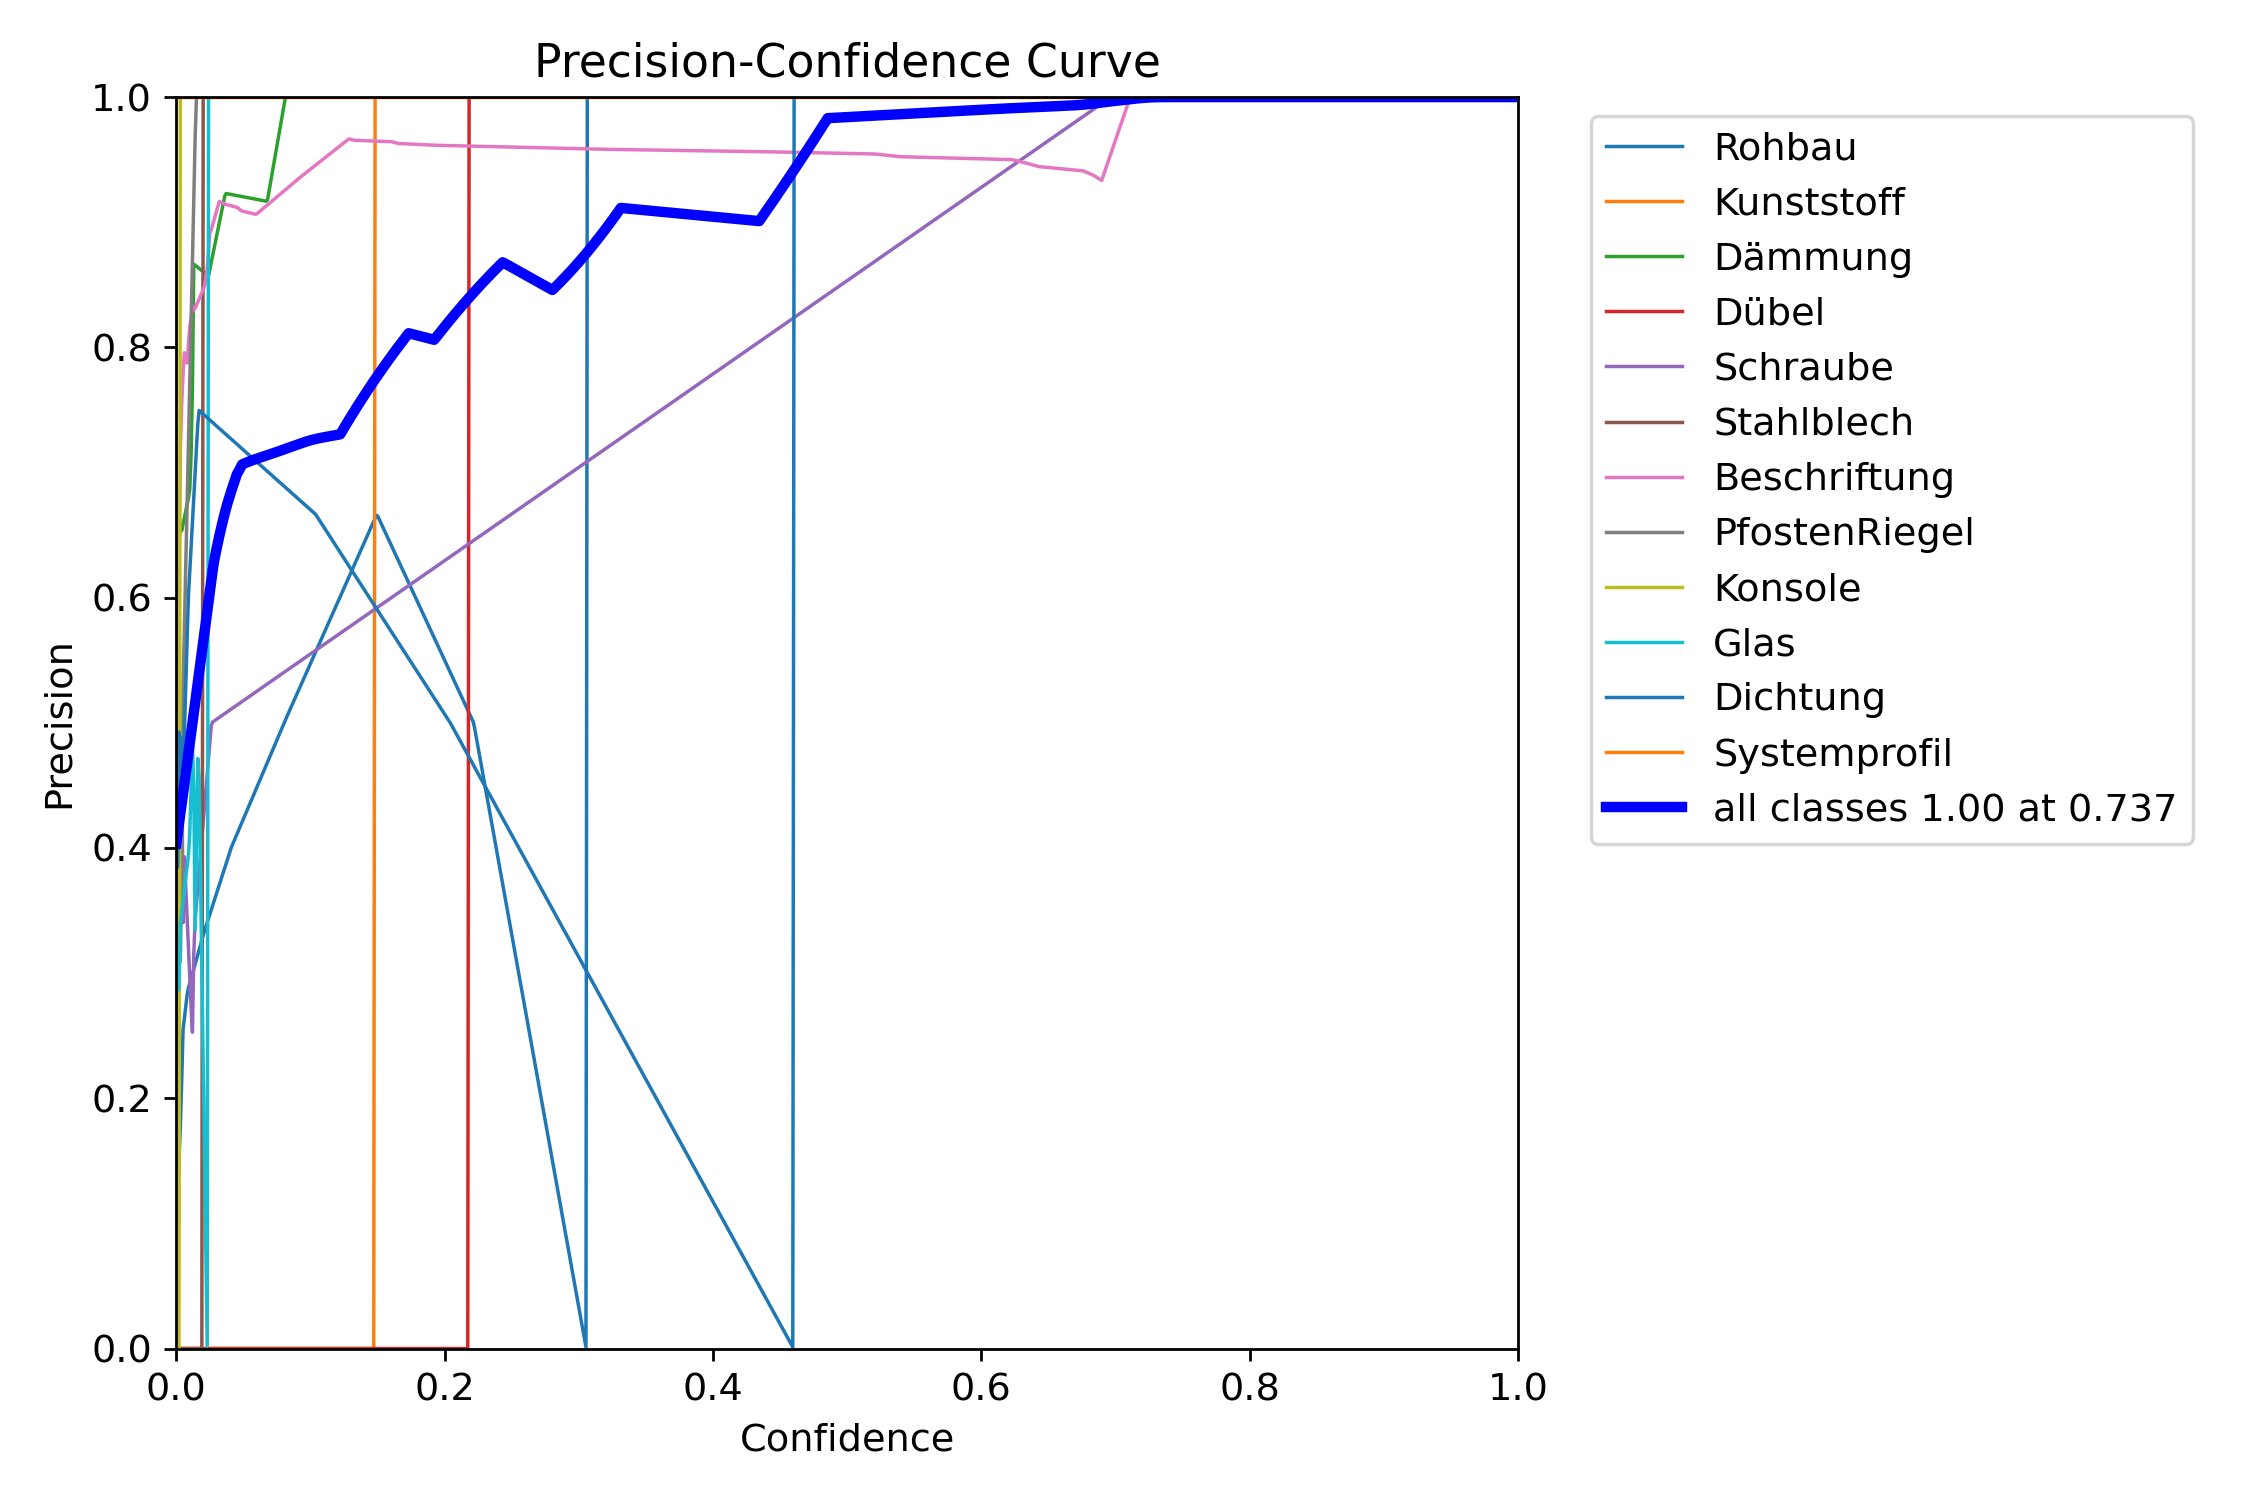 Precision-Confidence Curve
1.0
0.8
0.6
0.4
0.2
0.0
Precision
0.0 0.2 0.4 0.6 0.8 1.0
Confidence
Rohbau
Kunststoff
Dämmung
Dübel
Schraube
Stahlblech
Beschriftung
PfostenRiegel
Konsole
Glas
Dichtung
Systemprofil
all classes 1.00 at 0.737